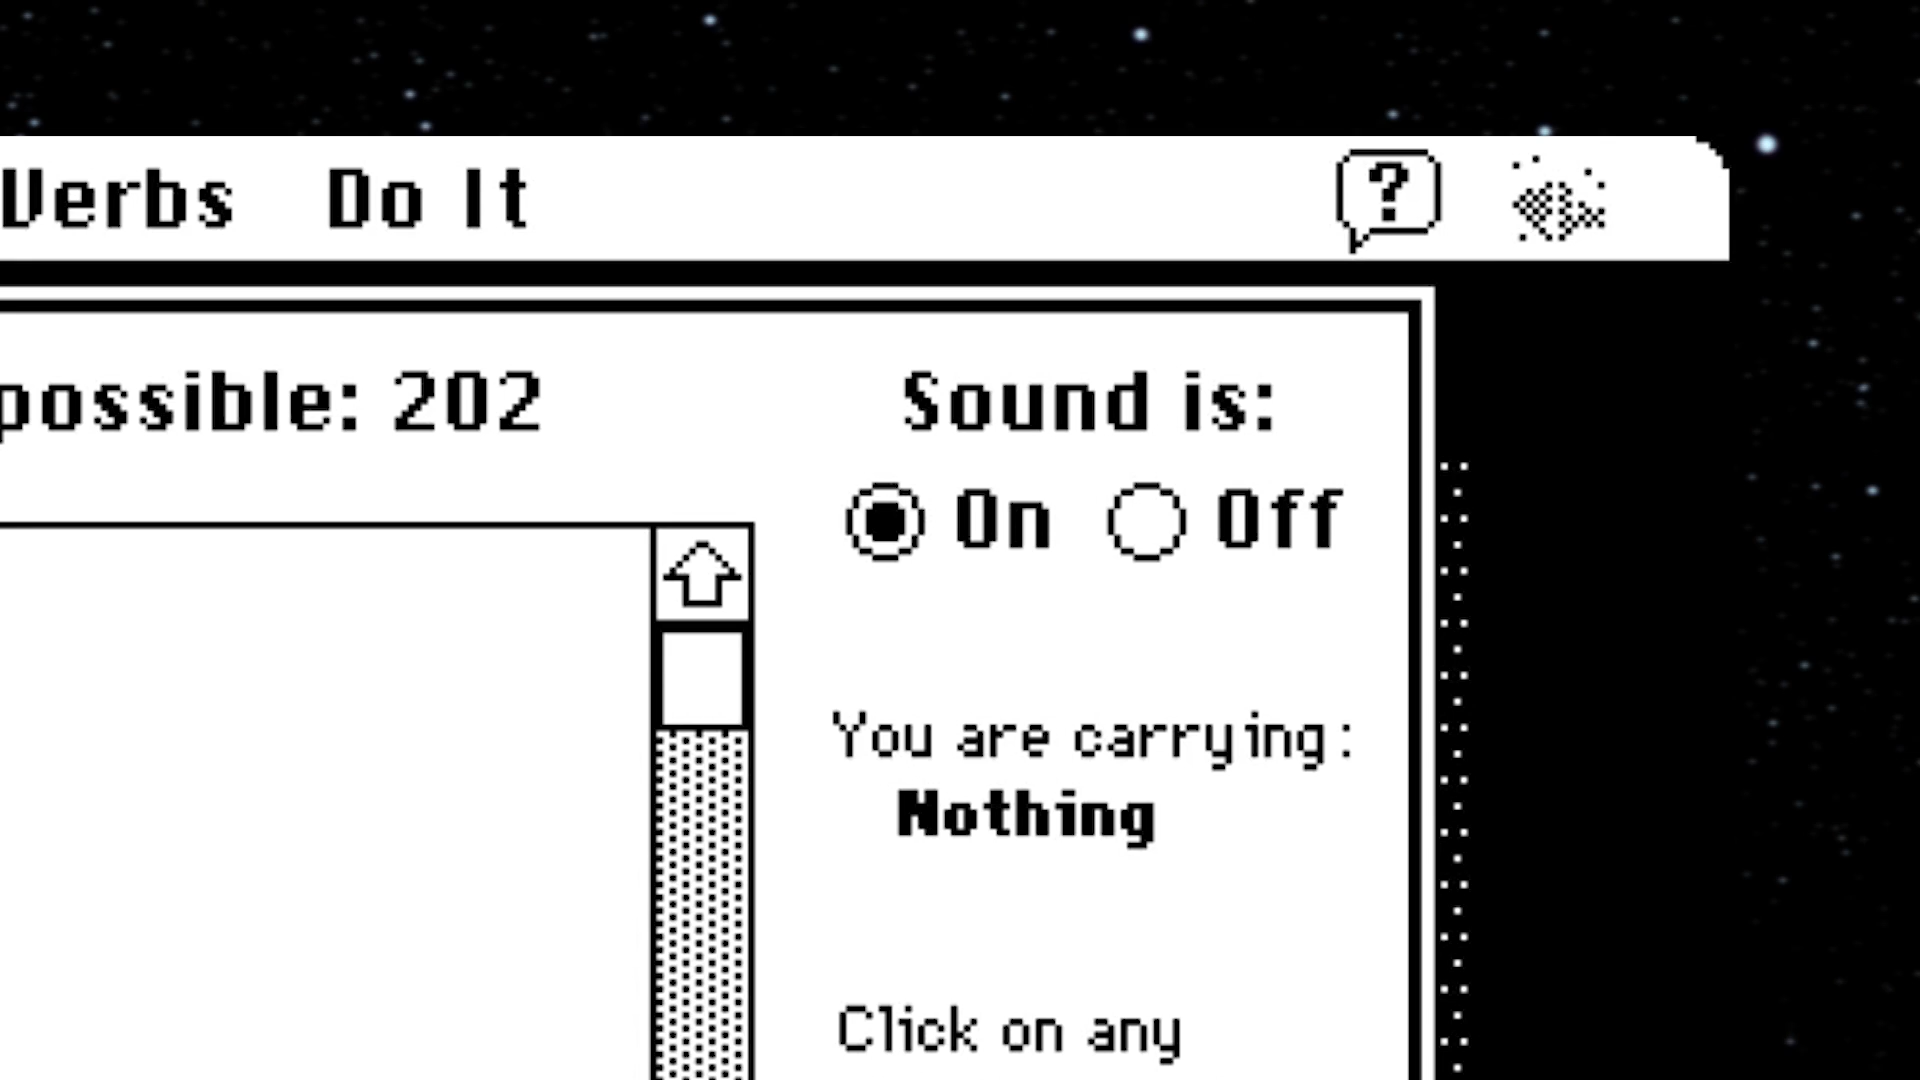 Verbs Do It ?
possible: 202
Sound is:
On Off
You are carrying:
Nothing
Click on any